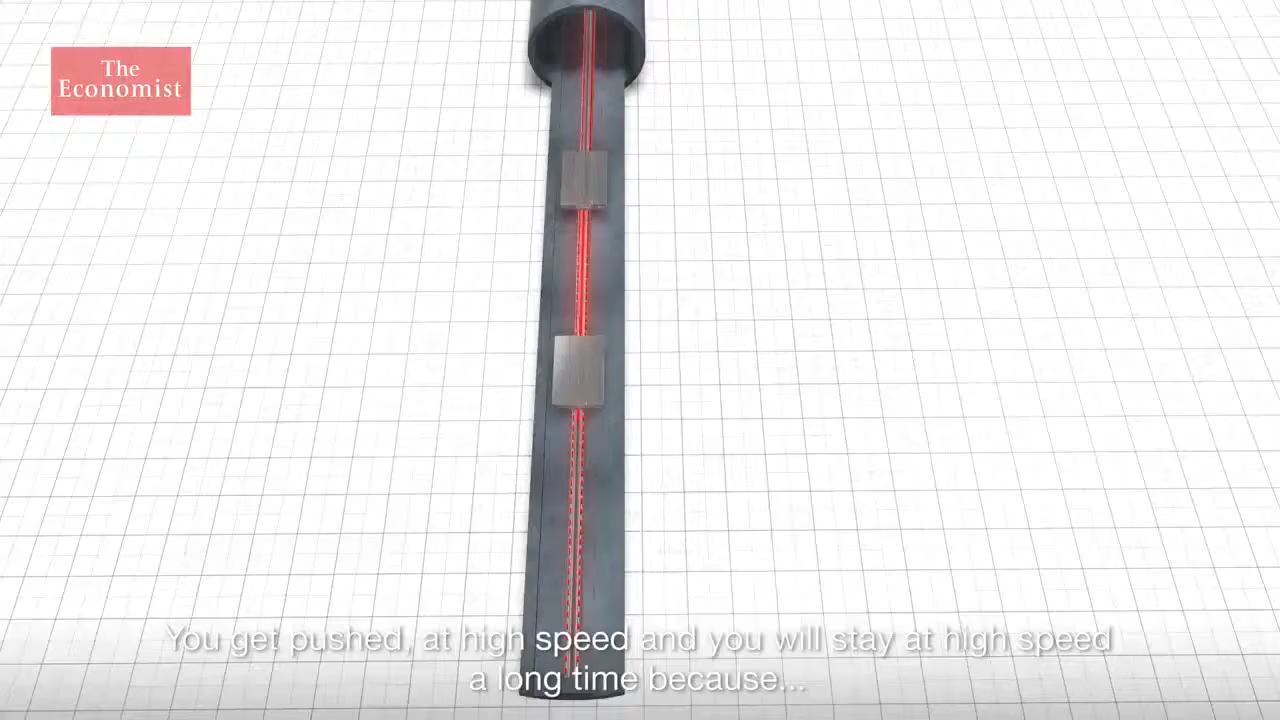 The
Economist
You get pushed, at high speed and you will stay at high speed
a long time because...